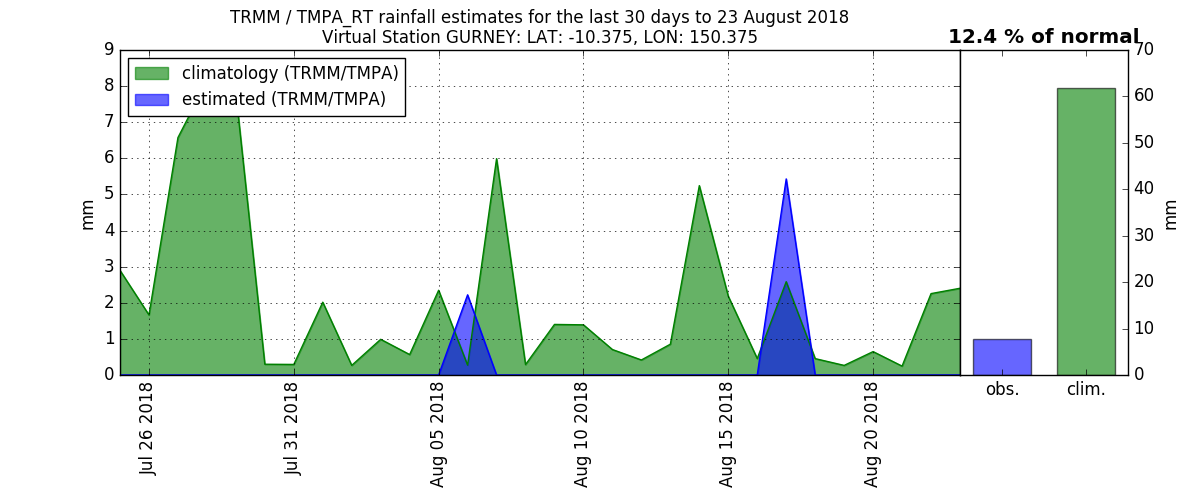 TRMM / TMPA_RT rainfall estimates for the last 30 days to 23 August 2018
Virtual Station GURNEY: LAT: -10.375, LON: 150.375
12.4 % of normal
climatology (TRMM/TMPA)
estimated (TRMM/TMPA)
9
8
7
6
5
4
3
2
1
0
mm
Jul 26 2018
Jul 31 2018
Aug 05 2018
Aug 10 2018
Aug 15 2018
Aug 20 2018
obs.
clim.
70
60
50
40
30
20
10
0
mm